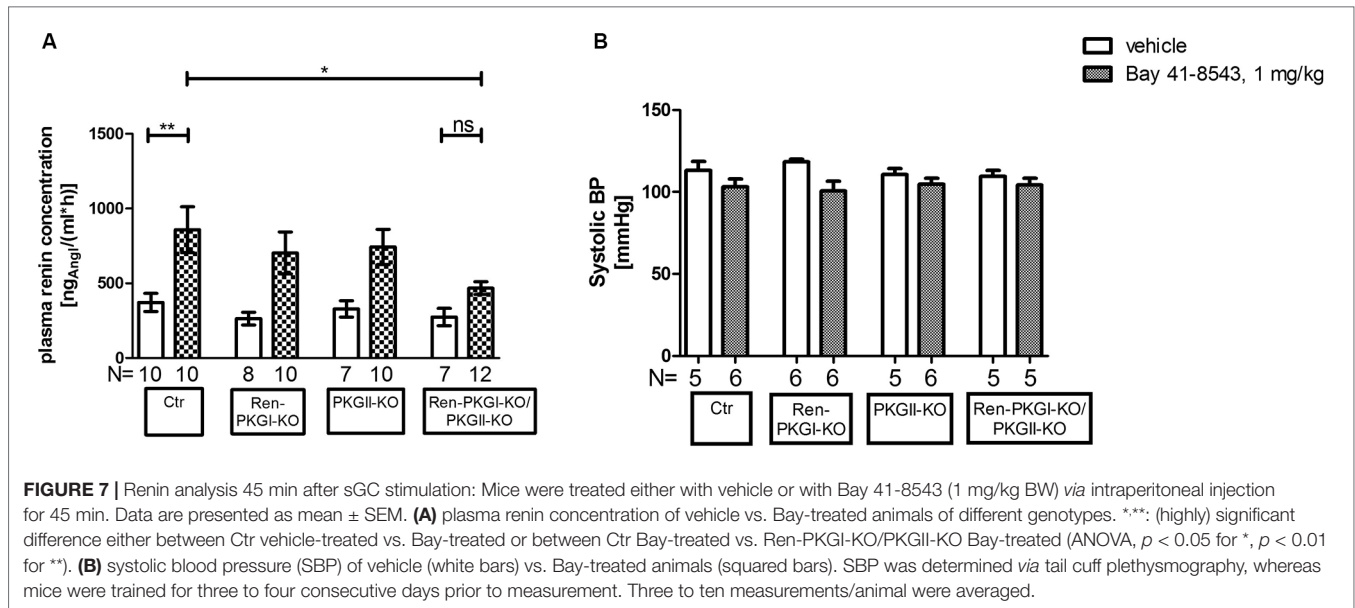 A
B
vehicle
Bay 41-8543, 1 mg/kg
*
**
ns
plasma renin concentration
[ng_AngI/(ml*h)]
1500
1000
500
0
N= 10 10 8 10 7 10 7 12
Ctr
Ren-
PKGI-KO
PKGII-KO
Ren-PKGI-KO/
PKGII-KO
Systolic BP
[mmHg]
150
100
50
0
N= 5 6 6 6 5 6 5 5
Ctr
Ren-
PKGI-KO
PKGII-KO
Ren-PKGI-KO/
PKGII-KO
FIGURE 7 | Renin analysis 45 min after sGC stimulation: Mice were treated either with vehicle or with Bay 41-8543 (1 mg/kg BW) via intraperitoneal injection
for 45 min. Data are presented as mean ± SEM. (A) plasma renin concentration of vehicle vs. Bay-treated animals of different genotypes. *,**: (highly) significant
difference either between Ctr vehicle-treated vs. Bay-treated or between Ctr Bay-treated vs. Ren-PKGI-KO/PKGII-KO Bay-treated (ANOVA, p < 0.05 for *, p < 0.01
for **). (B) systolic blood pressure (SBP) of vehicle (white bars) vs. Bay-treated animals (squared bars). SBP was determined via tail cuff plethysmography, whereas
mice were trained for three to four consecutive days prior to measurement. Three to ten measurements/animal were averaged.